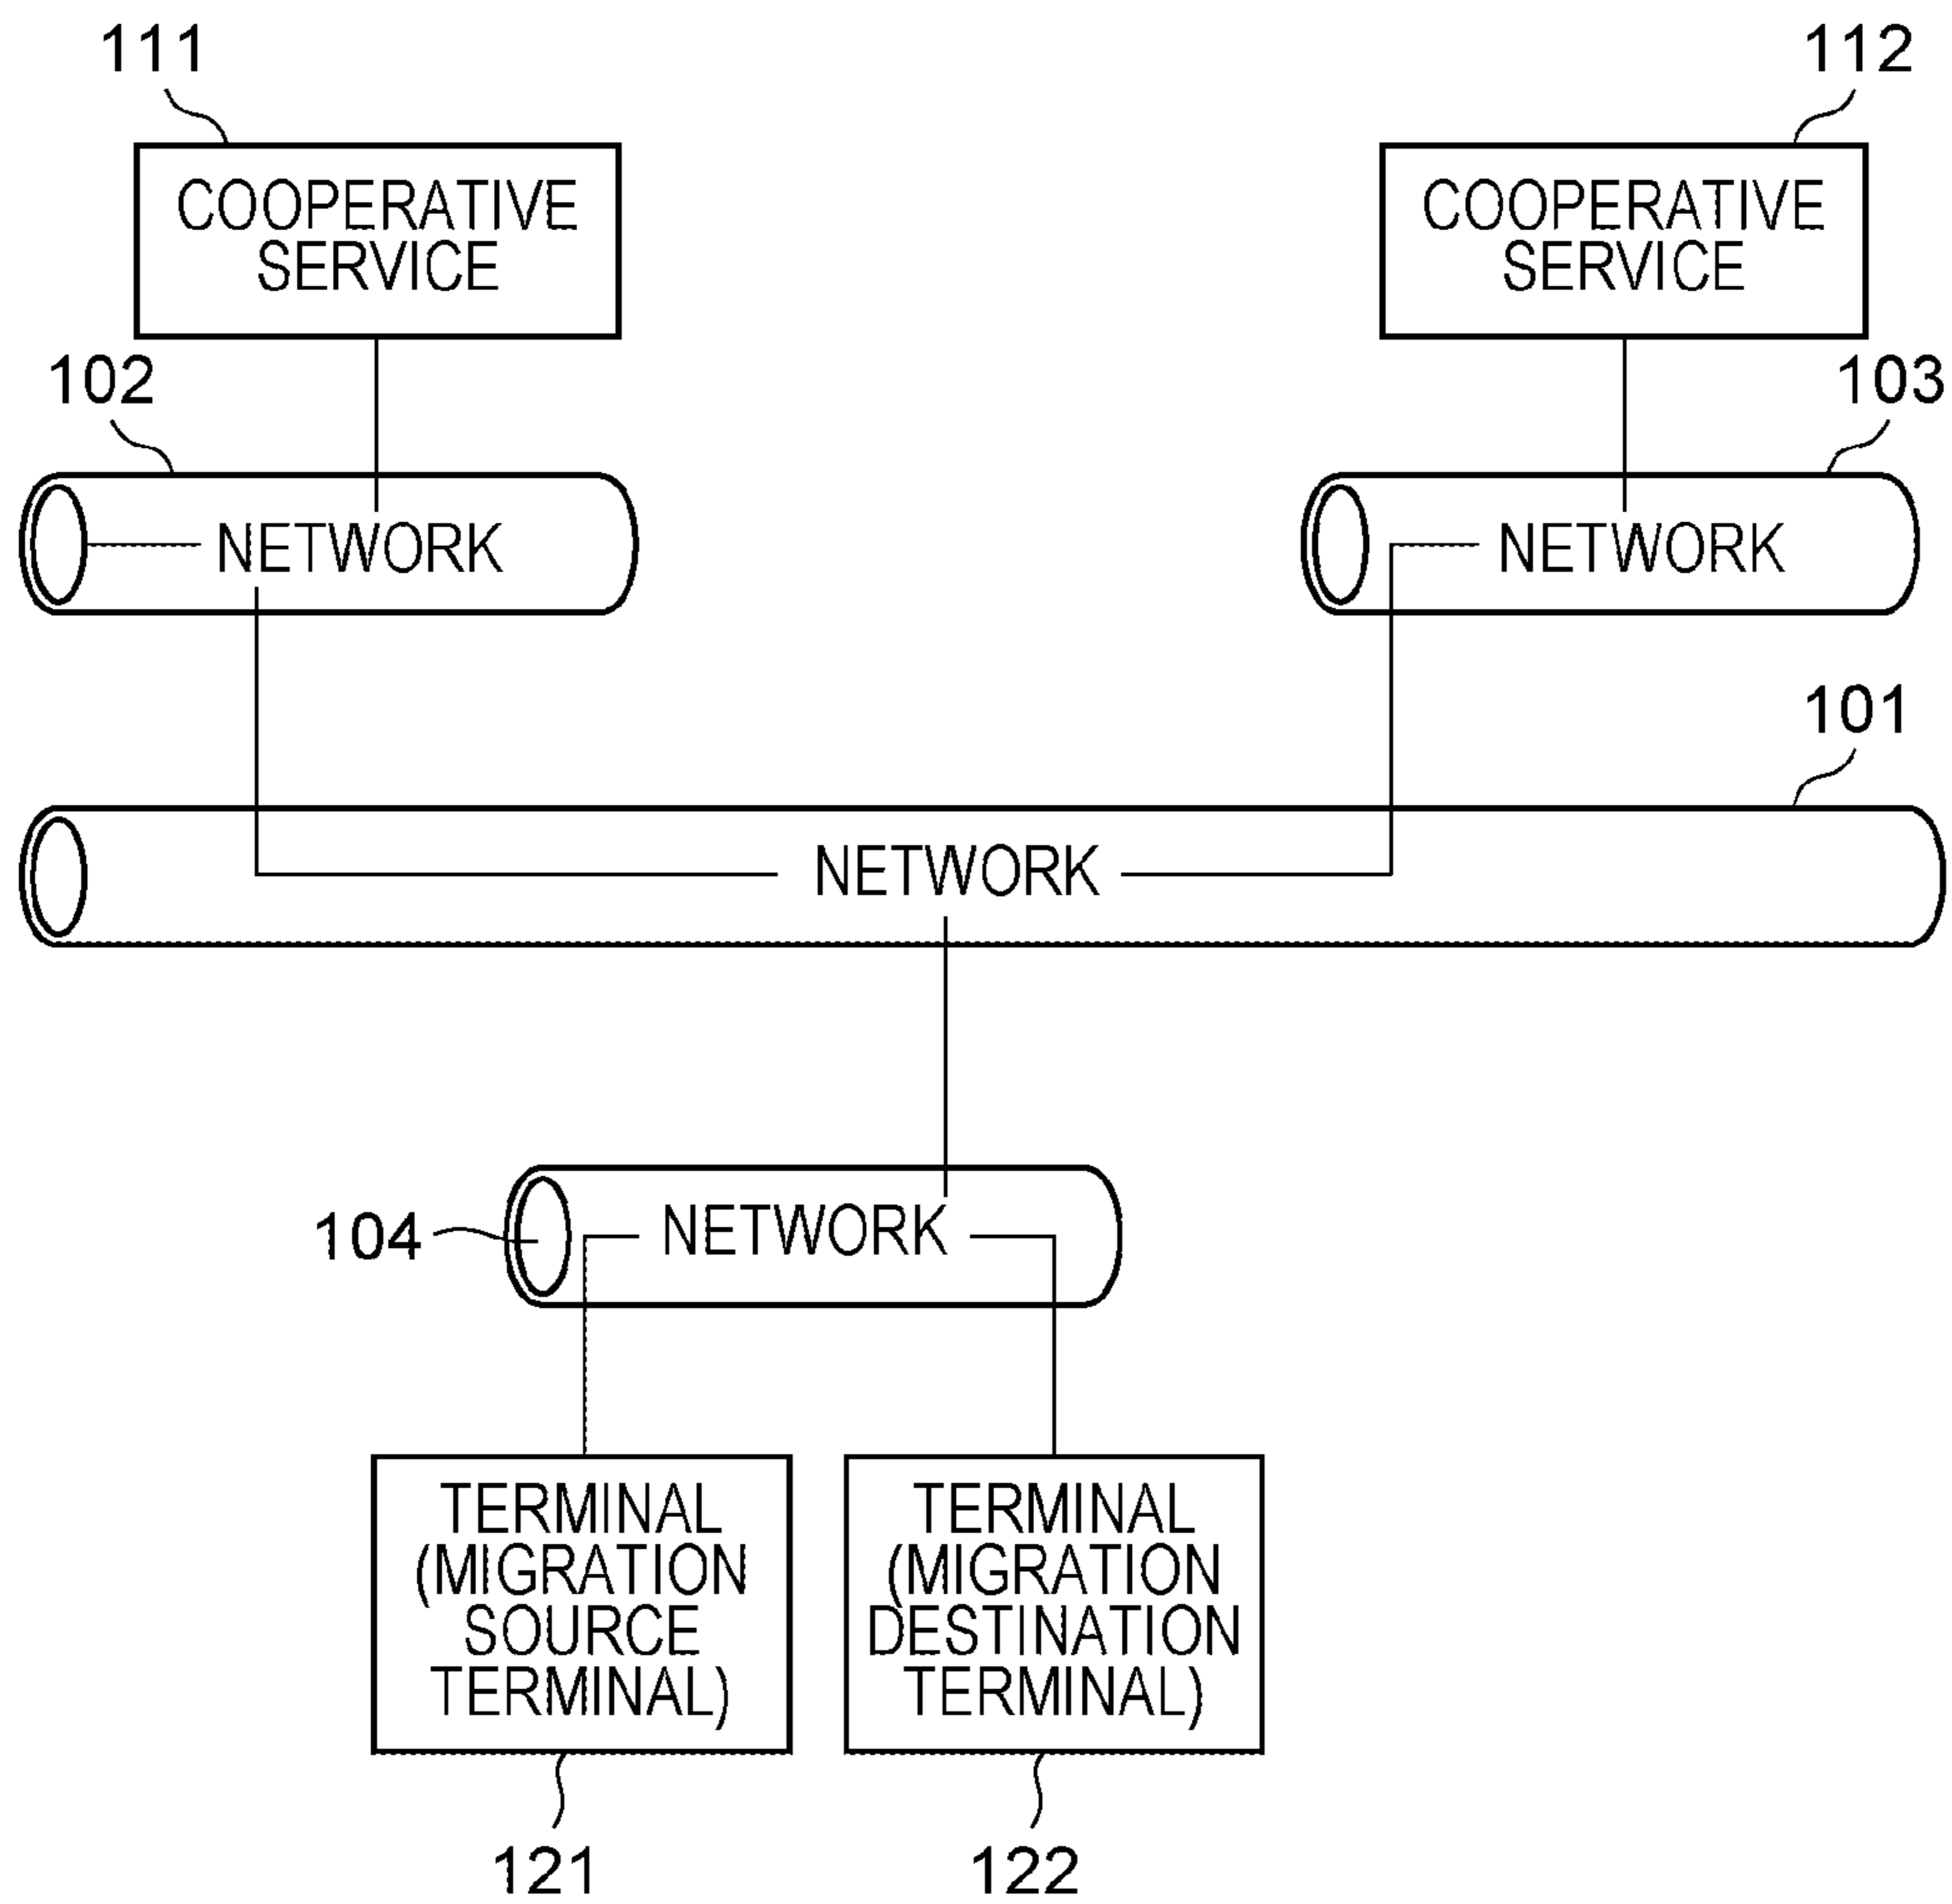 111
112
COOPERATIVE
SERVICE
COOPERATIVE
SERVICE
102
103
NETWORK
NETWORK
101
NETWORK
104
NETWORK
TERMINAL
(MIGRATION
SOURCE
TERMINAL)
TERMINAL
(MIGRATION
DESTINATION
TERMINAL)
121
122